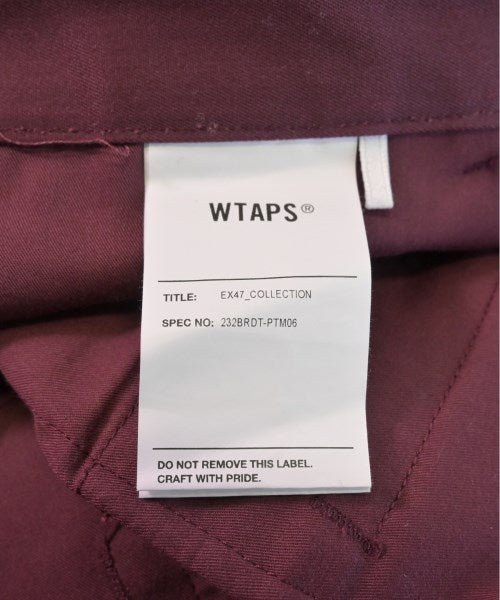 WTAPS®
TITLE: EX47_COLLECTION
SPEC NO: 232BRDT-PTM06
DO NOT REMOVE THIS LABEL.
CRAFT WITH PRIDE.